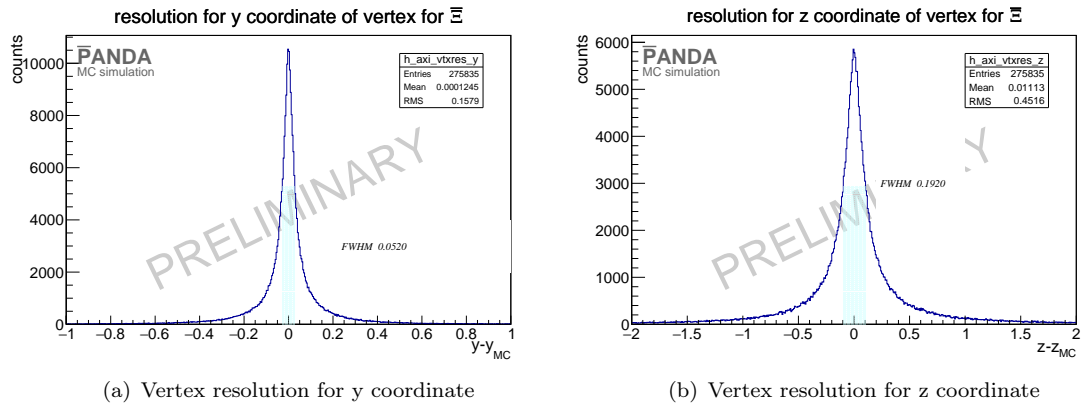 resolution for y coordinate of vertex for Ξ̅
counts
P̅ANDA
MC simulation
h_axi_vtxres_y
Entries 275835
Mean 0.0001245
RMS 0.1579
PRELIMINARY
FWHM 0.0520
10000
8000
6000
4000
2000
0
−1 −0.8 −0.6 −0.4 −0.2 0 0.2 0.4 0.6 0.8 1
y-yMC
(a) Vertex resolution for y coordinate
resolution for z coordinate of vertex for Ξ̅
counts
P̅ANDA
MC simulation
h_axi_vtxres_z
Entries 275835
Mean 0.01113
RMS 0.4516
PRELIM Y
FWHM 0.1920
6000
5000
4000
3000
2000
1000
0
−2 −1.5 −1 −0.5 0 0.5 1 1.5 2
z-zMC
(b) Vertex resolution for z coordinate